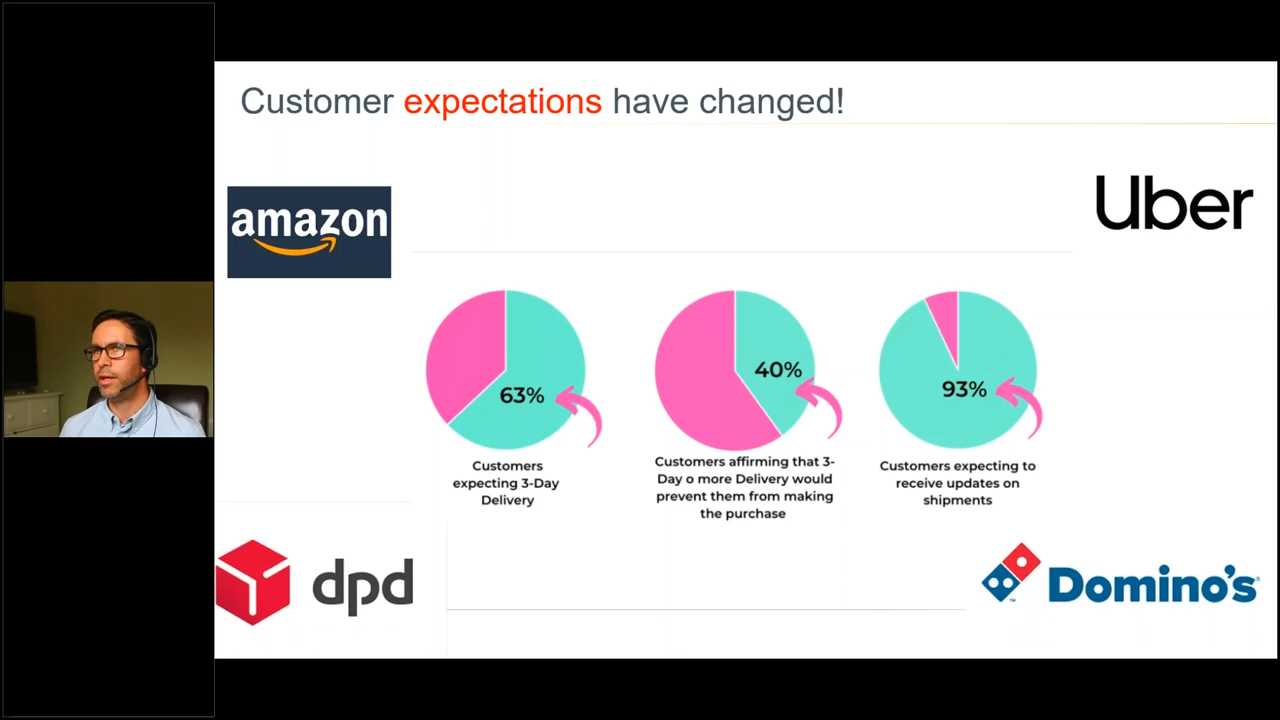 Customer expectations have changed!
amazon
Uber
63%
40%
93%
Customers
expecting 3-Day
Delivery
Customers affirming that 3-
Day o more Delivery would
prevent them from making
the purchase
Customers expecting to
receive updates on
shipments
dpd
Domino's